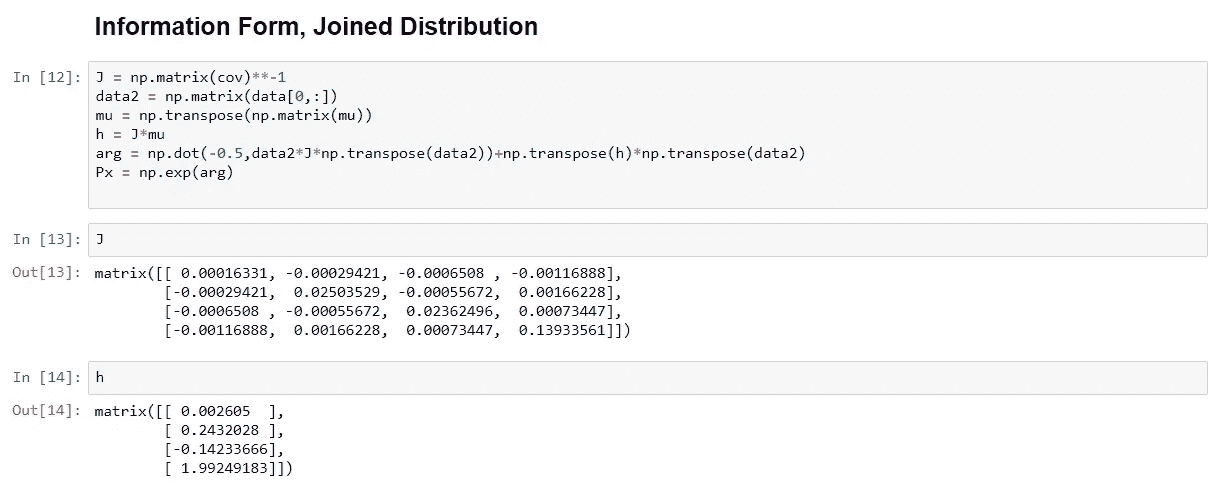 Information Form, Joined Distribution
In [12]: J = np.matrix(cov)**-1
data2 = np.matrix(data[0,:])
mu = np.transpose(np.matrix(mu))
h = J*mu
arg = np.dot(-0.5,data2*J*np.transpose(data2))+np.transpose(h)*np.transpose(data2)
Px = np.exp(arg)
In [13]: J
Out[13]: matrix([[ 0.00016331, -0.00029421, -0.0006508 , -0.00116888],
[-0.00029421,  0.02503529, -0.00055672,  0.00166228],
[-0.0006508 , -0.00055672,  0.02362496,  0.00073447],
[-0.00116888,  0.00166228,  0.00073447,  0.13933561]])
In [14]: h
Out[14]: matrix([[ 0.002605  ],
[ 0.2432028 ],
[-0.14233666],
[ 1.99249183]])